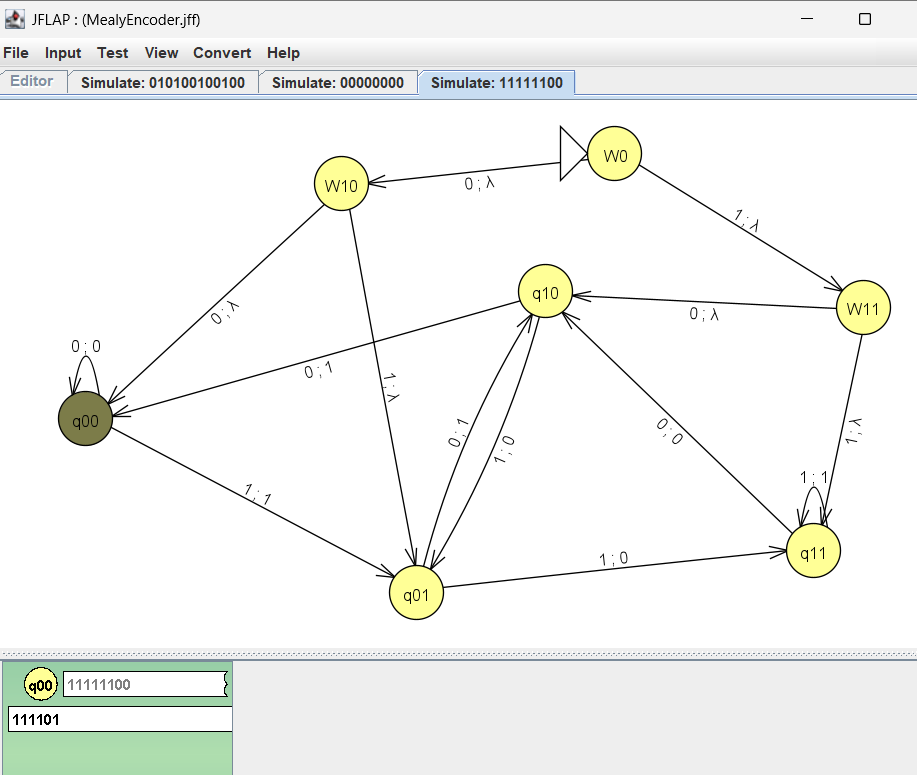 JFLAP : (MealyEncoder.jff)
File Input Test View Convert Help
Editor
Simulate: 010100100100
Simulate: 00000000
Simulate: 11111100
W0
W10
0 ; λ
1 ; λ
q10
W11
0 ; λ
0 ; λ
0 ; 0
0 ; 1
1 ; λ
q00
0 ; 1
1 ; 0
0 ; 0
1 ; λ
1 ; 1
1 ; 1
q11
1 ; 0
q01
q00
11111100
111101